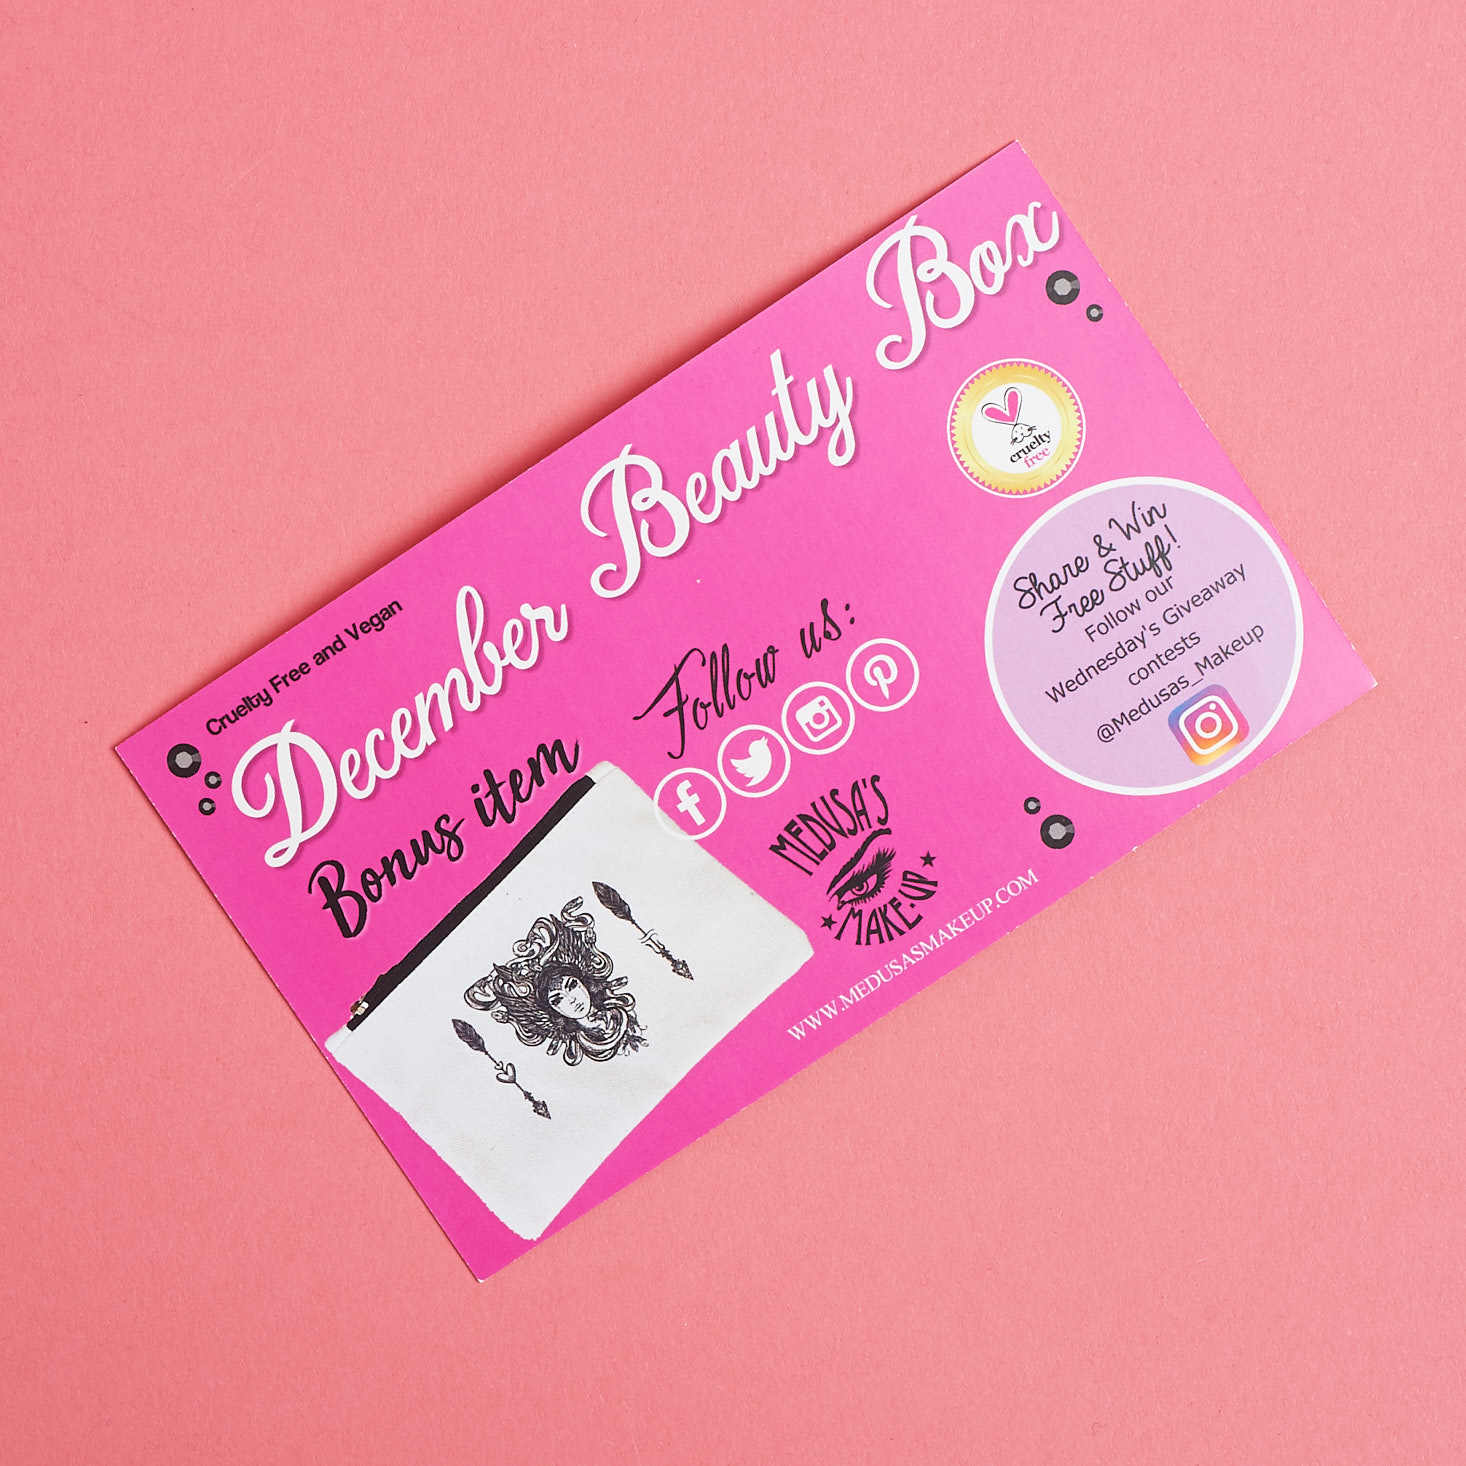 Cruelty Free and Vegan
December Beauty Box
Bonus item
Follow us:
MEDUSA'S
MAKE-UP
WWW.MEDUSASMAKEUP.COM
cruelty
free
Share & Win
Free Stuff!
Follow our
Wednesday's Giveaway
contests
@Medusas_Makeup